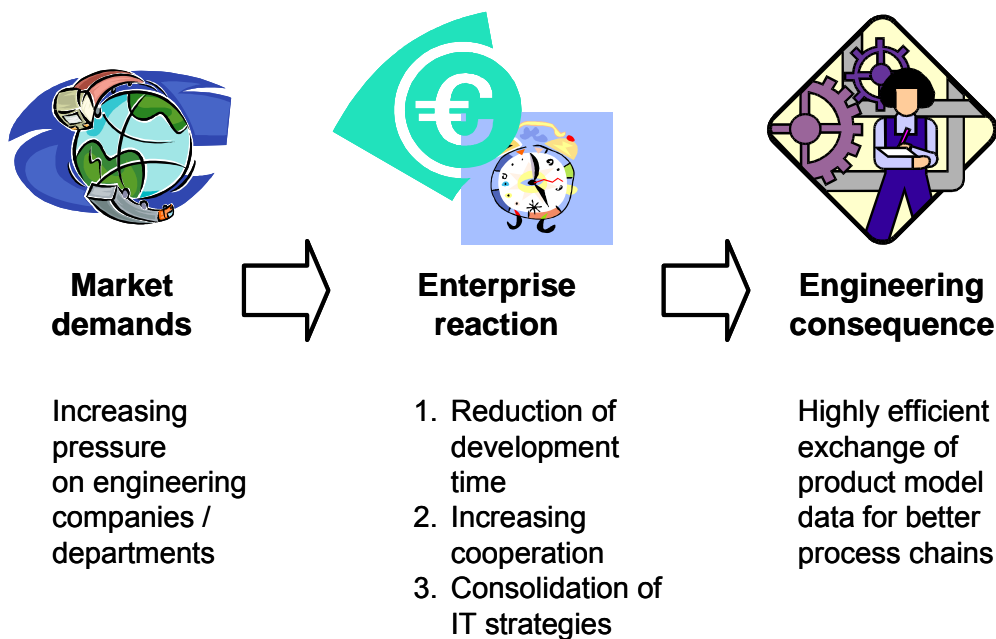 Market
demands
Enterprise
reaction
Engineering
consequence
Increasing
pressure
on engineering
companies /
departments
1. Reduction of
development
time
2. Increasing
cooperation
3. Consolidation of
IT strategies
Highly efficient
exchange of
product model
data for better
process chains